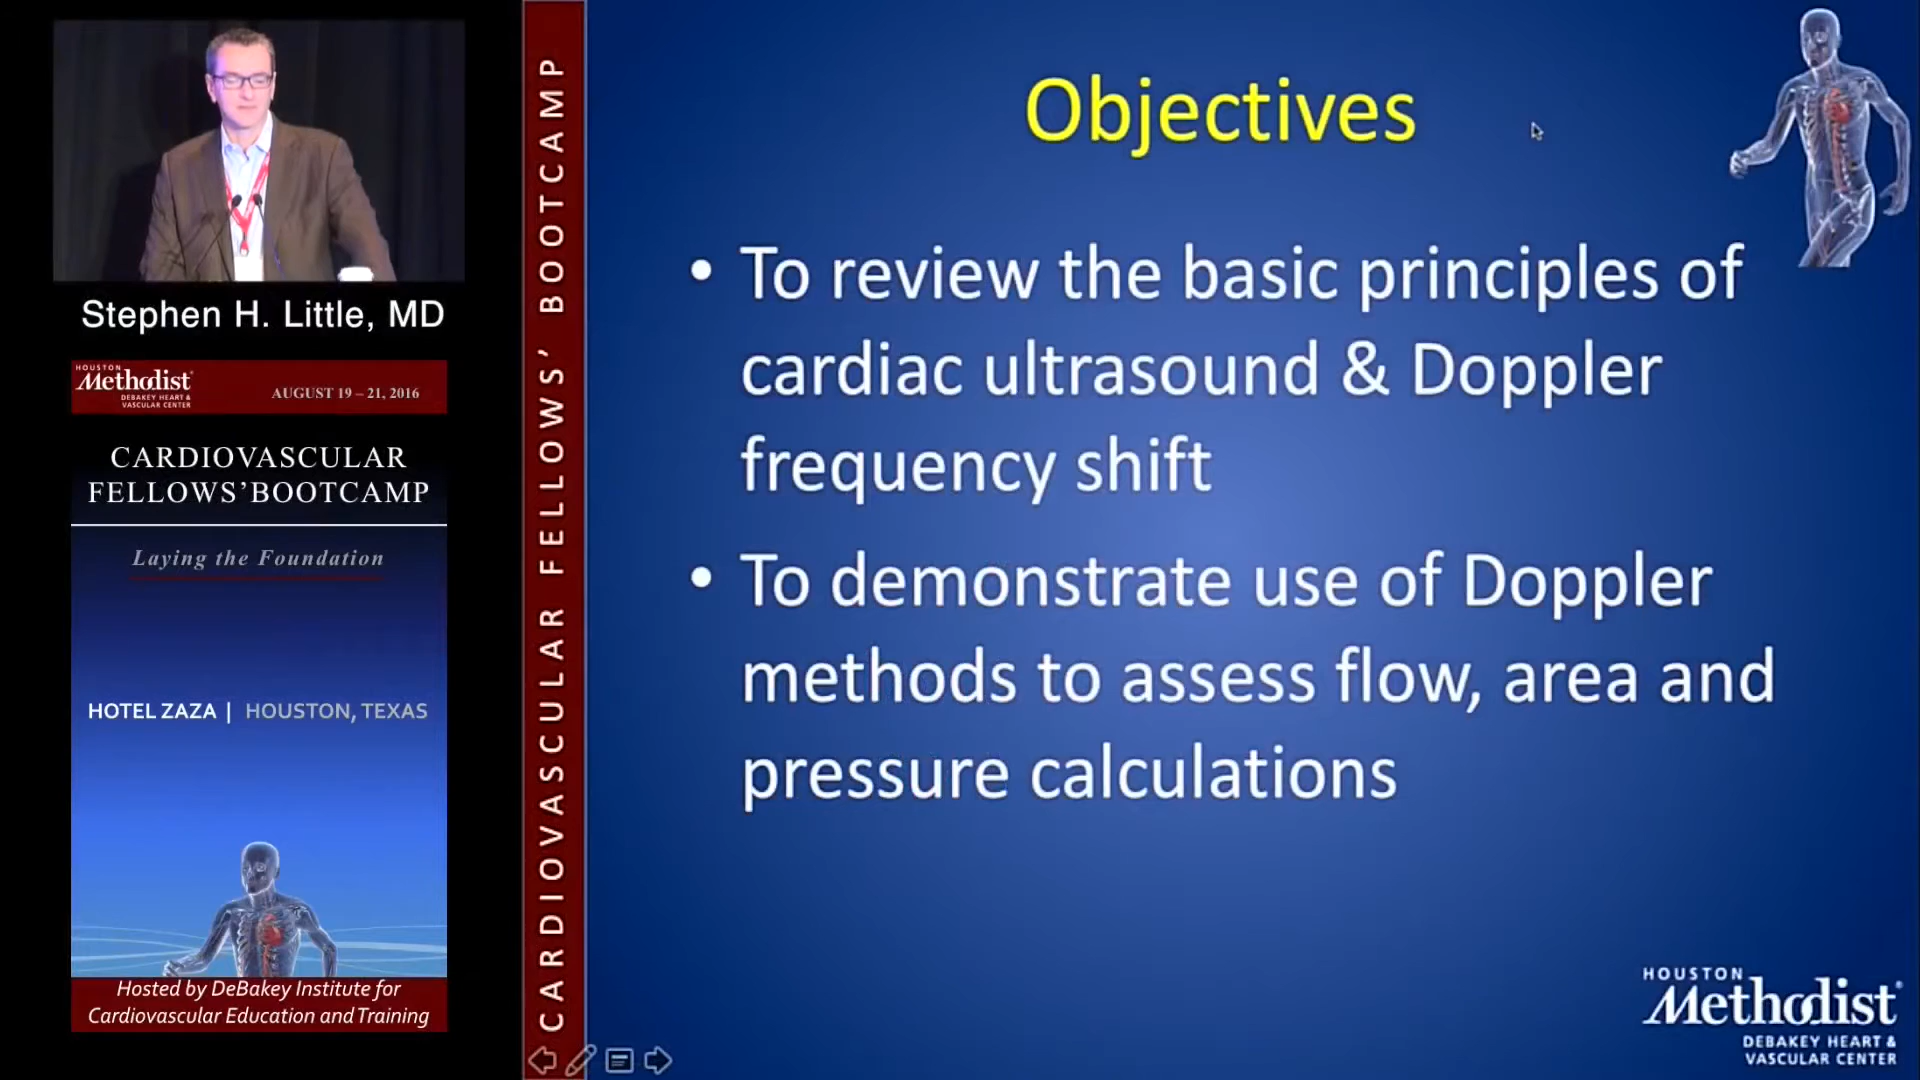 Stephen H. Little, MD
HOUSTON
Methodist
DEBAKEY HEART &
VASCULAR CENTER
AUGUST 19 – 21, 2016
CARDIOVASCULAR
FELLOWS’BOOTCAMP
Laying the Foundation
HOTEL ZAZA | HOUSTON, TEXAS
Hosted by DeBakey Institute for
Cardiovascular Education and Training
CARDIOVASCULAR FELLOWS’ BOOTCAMP
Objectives
• To review the basic principles of
cardiac ultrasound & Doppler
frequency shift
• To demonstrate use of Doppler
methods to assess flow, area and
pressure calculations
HOUSTON
Methodist
DEBAKEY HEART &
VASCULAR CENTER